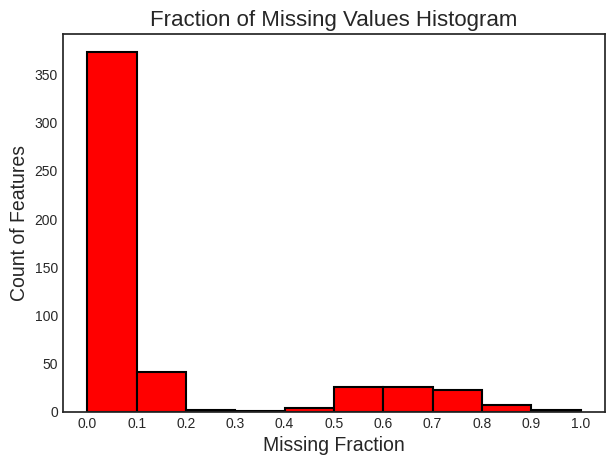 Fraction of Missing Values Histogram
Count of Features
350
300
250
200
150
100
50
0
0.0 0.1 0.2 0.3 0.4 0.5 0.6 0.7 0.8 0.9 1.0
Missing Fraction